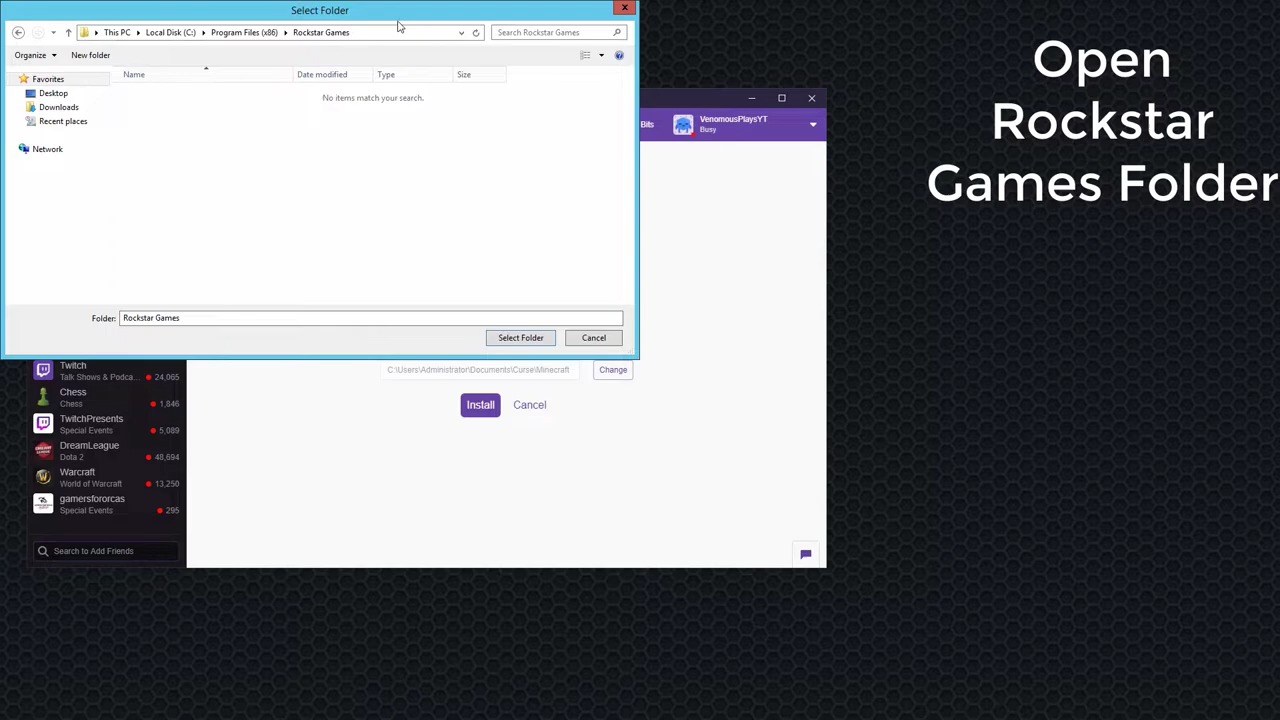 Select Folder
This PC
Local Disk (C:)
Program Files (x86)
Rockstar Games
Search Rockstar Games
Organize
New folder
Name
Date modified
Type
Size
Favorites
No items match your search.
Desktop
Downloads
Recent places
Network
Folder:
Rockstar Games
Select Folder
Cancel
Open
Rockstar
Games Folder
Bits
VenomousPlaysYT
Busy
Twitch
Talk Shows & Podca...
24,065
Chess
Chess
1,846
TwitchPresents
Special Events
5,089
DreamLeague
Dota 2
48,694
Warcraft
World of Warcraft
13,250
gamersfororcas
Special Events
295
Search to Add Friends
C:\Users\Administrator\Documents\Curse\Minecraft
Change
Install
Cancel